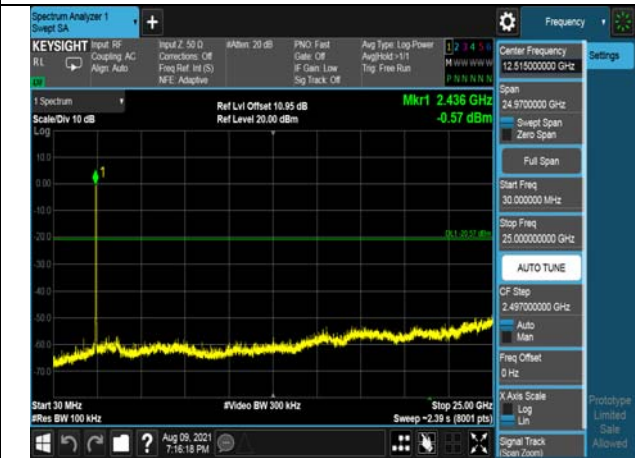 Spectrum Analyzer 1
Swept SA
+
Frequency
KEYSIGHT
RL
Input: RF
Coupling: AC
Align: Auto
Input Z: 50 Ω
Corrections: Off
Freq Ref: Int (S)
NFE: Adaptive
#Atten: 20 dB
PNO: Fast
Gate: Off
IF Gain: Low
Sig Track: Off
Avg Type: Log-Power
Avg|Hold:>1/1
Trig: Free Run
1 2 3 4 5 6
M W W W W W
P N N N N N
1 Spectrum
Scale/Div 10 dB
Log
Ref Lvl Offset 10.95 dB
Ref Level 20.00 dBm
Mkr1 2.436 GHz
-0.57 dBm
10.0
0.00
-10.0
-20.0
-30.0
-40.0
-50.0
-60.0
-70.0
1
DL1 -20.57 dBm
Start 30 MHz
#Res BW 100 kHz
#Video BW 300 kHz
Stop 25.00 GHz
Sweep ~2.39 s (8001 pts)
Center Frequency
12.515000000 GHz
Settings
Span
24.9700000 GHz
Swept Span
Zero Span
Full Span
Start Freq
30.000000 MHz
Stop Freq
25.000000000 GHz
AUTO TUNE
CF Step
2.497000000 GHz
Auto
Man
Freq Offset
0 Hz
X Axis Scale
Log
Lin
Signal Track
(Span Zoom)
Prototype
Limited
Sale
Allowed
?
Aug 09, 2021
7:16:18 PM